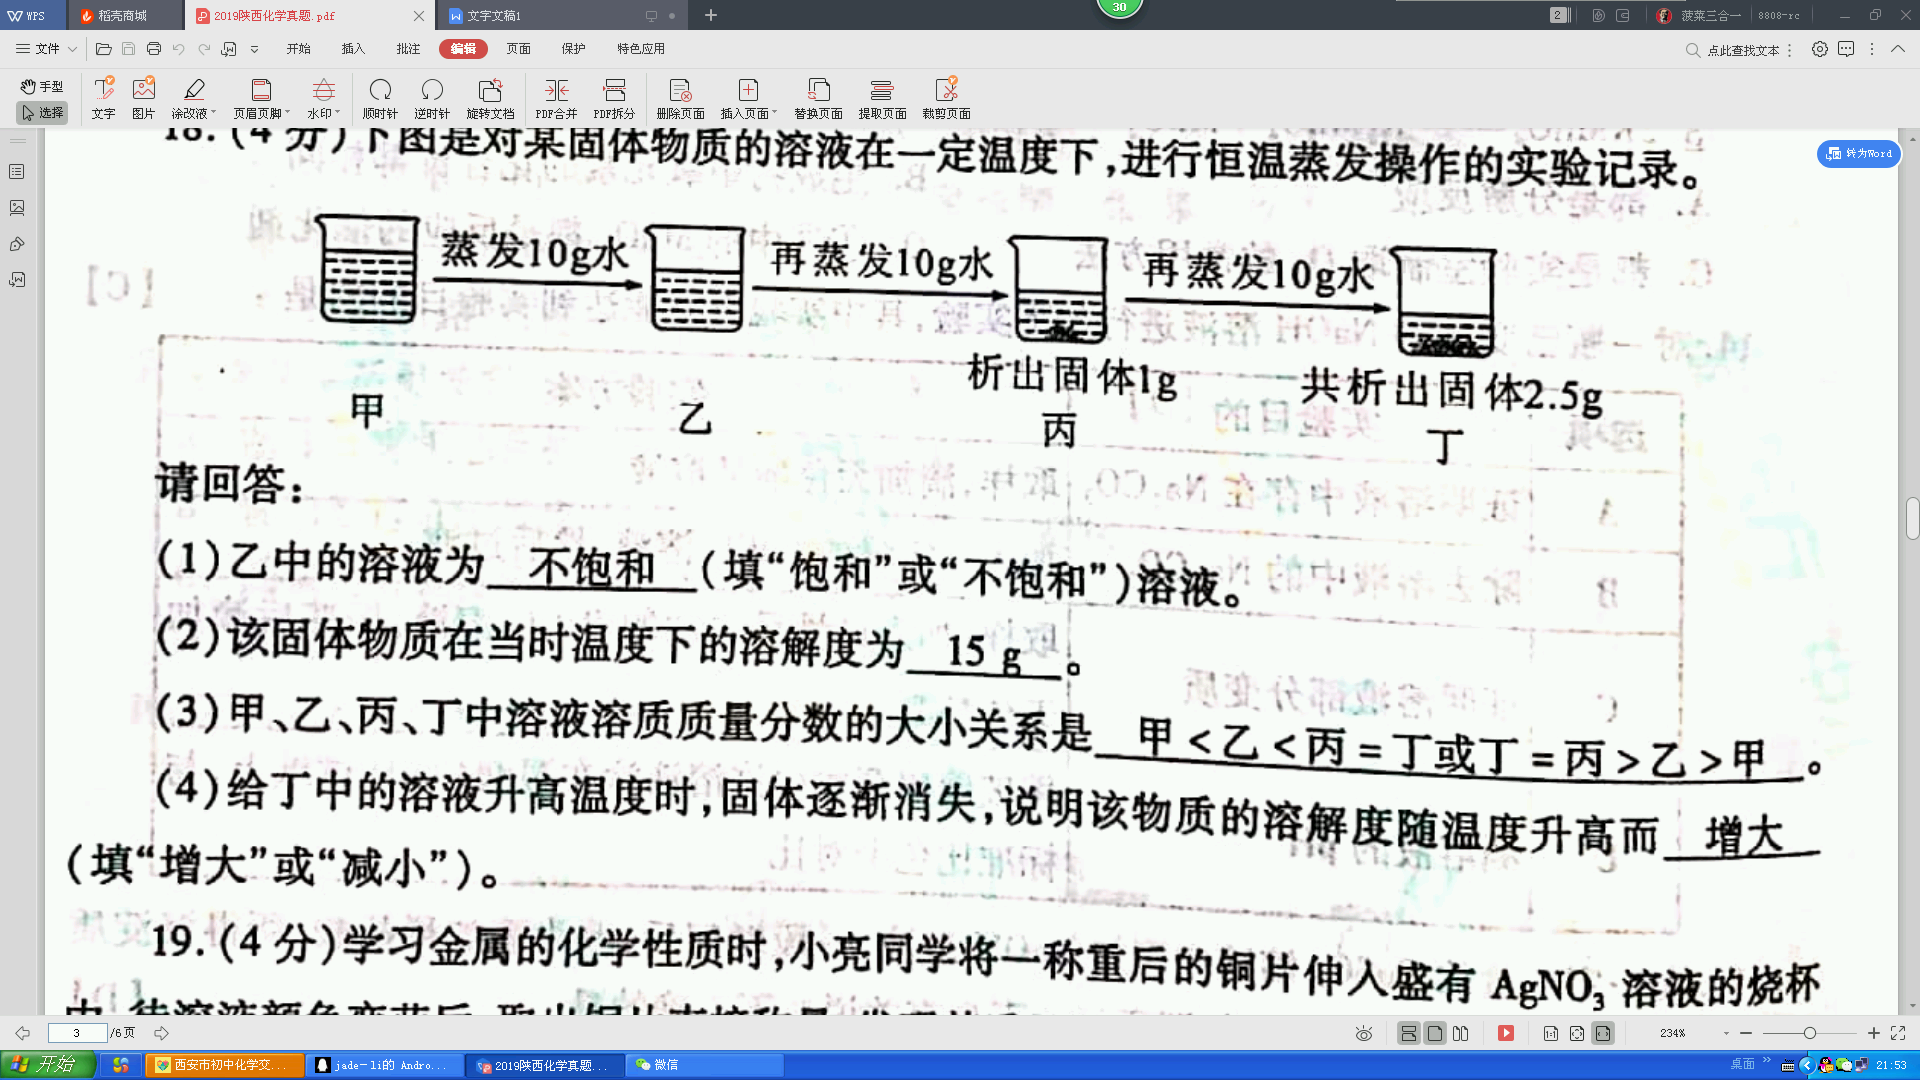 WPS 稻壳商城 2019陕西化学真题.pdf 文字文稿1 30 2 菠菜三合一 8808-rc
文件 开始 插入 批注 编辑 页面 保护 特色应用 点此查找文本
手型 选择 文字 图片 涂改液 页眉页脚 水印 顺时针 逆时针 旋转文档 PDF合并 PDF拆分 删除页面 插入页面 替换页面 提取页面 裁剪页面
转为Word
18.(4分)下图是对某固体物质的溶液在一定温度下,进行恒温蒸发操作的实验记录。
蒸发10g水 再蒸发10g水 再蒸发10g水
析出固体1g 共析出固体2.5g
甲 乙 丙 丁
请回答:
(1)乙中的溶液为 不饱和 (填“饱和”或“不饱和”)溶液。
(2)该固体物质在当时温度下的溶解度为 15 g 。
(3)甲、乙、丙、丁中溶液溶质质量分数的大小关系是 甲<乙<丙=丁或丁=丙>乙>甲 。
(4)给丁中的溶液升高温度时,固体逐渐消失,说明该物质的溶解度随温度升高而 增大
(填“增大”或“减小”)。
19.(4分)学习金属的化学性质时,小亮同学将一称重后的铜片伸入盛有 AgNO₃ 溶液的烧杯
3 /6页 234%
开始 西安市初中化学交... jade-li的 Andro... 2019陕西化学真题... 微信 桌面 21:53